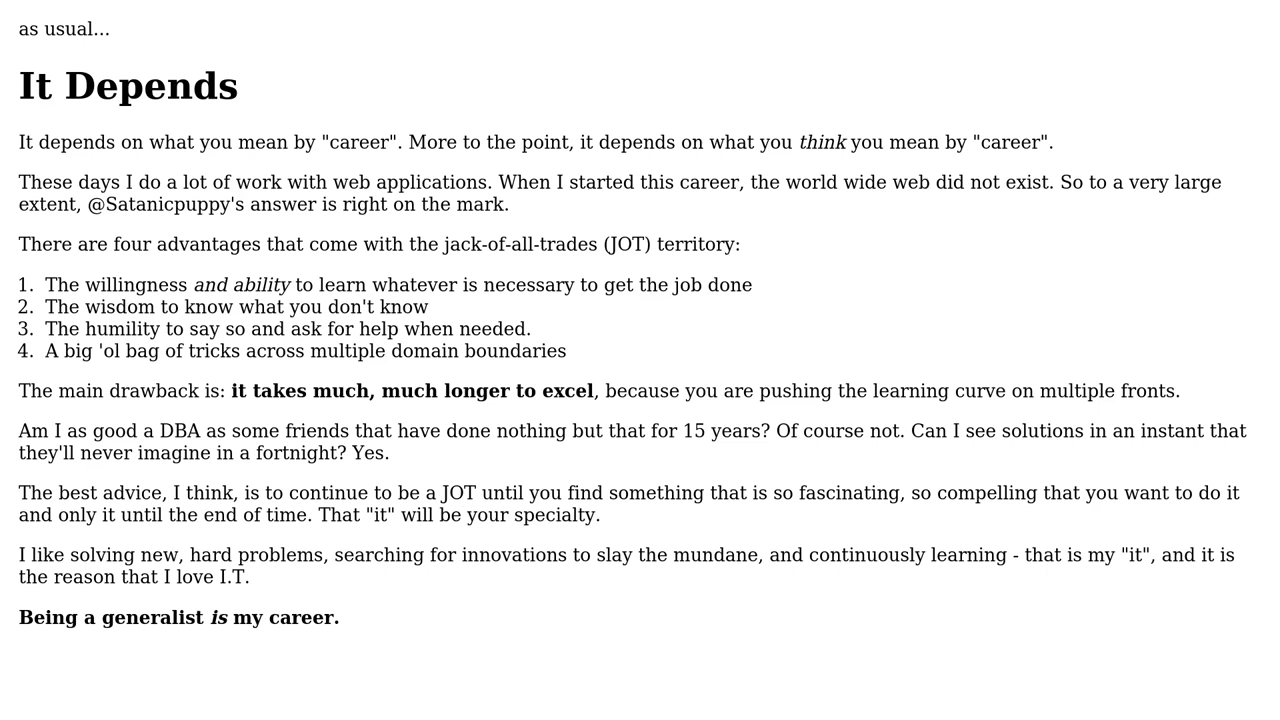 as usual...
It Depends
It depends on what you mean by "career". More to the point, it depends on what you think you mean by "career".
These days I do a lot of work with web applications. When I started this career, the world wide web did not exist. So to a very large
extent, @Satanicpuppy's answer is right on the mark.
There are four advantages that come with the jack-of-all-trades (JOT) territory:
1. The willingness and ability to learn whatever is necessary to get the job done
2. The wisdom to know what you don't know
3. The humility to say so and ask for help when needed.
4. A big 'ol bag of tricks across multiple domain boundaries
The main drawback is: it takes much, much longer to excel, because you are pushing the learning curve on multiple fronts.
Am I as good a DBA as some friends that have done nothing but that for 15 years? Of course not. Can I see solutions in an instant that
they'll never imagine in a fortnight? Yes.
The best advice, I think, is to continue to be a JOT until you find something that is so fascinating, so compelling that you want to do it
and only it until the end of time. That "it" will be your specialty.
I like solving new, hard problems, searching for innovations to slay the mundane, and continuously learning - that is my "it", and it is
the reason that I love I.T.
Being a generalist is my career.